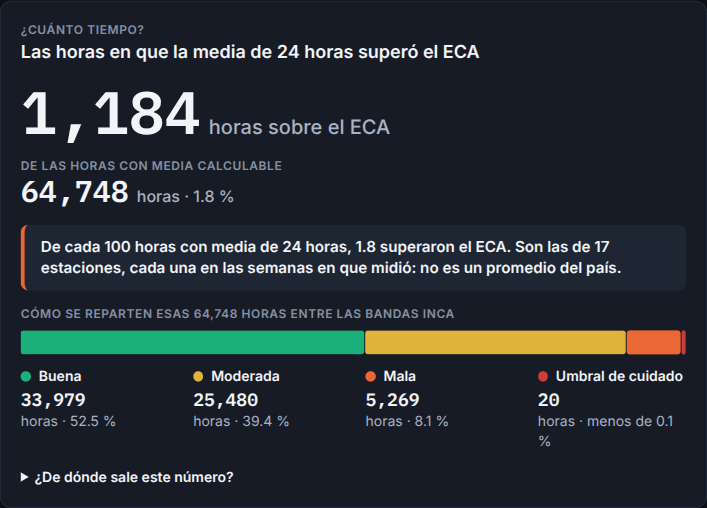 ¿CUÁNTO TIEMPO?
Las horas en que la media de 24 horas superó el ECA
1,184 horas sobre el ECA
DE LAS HORAS CON MEDIA CALCULABLE
64,748 horas · 1.8 %
De cada 100 horas con media de 24 horas, 1.8 superaron el ECA. Son las de 17
estaciones, cada una en las semanas en que midió: no es un promedio del país.
CÓMO SE REPARTEN ESAS 64,748 HORAS ENTRE LAS BANDAS INCA
Buena
33,979
horas · 52.5 %
Moderada
25,480
horas · 39.4 %
Mala
5,269
horas · 8.1 %
Umbral de cuidado
20
horas · menos de 0.1
%
¿De dónde sale este número?